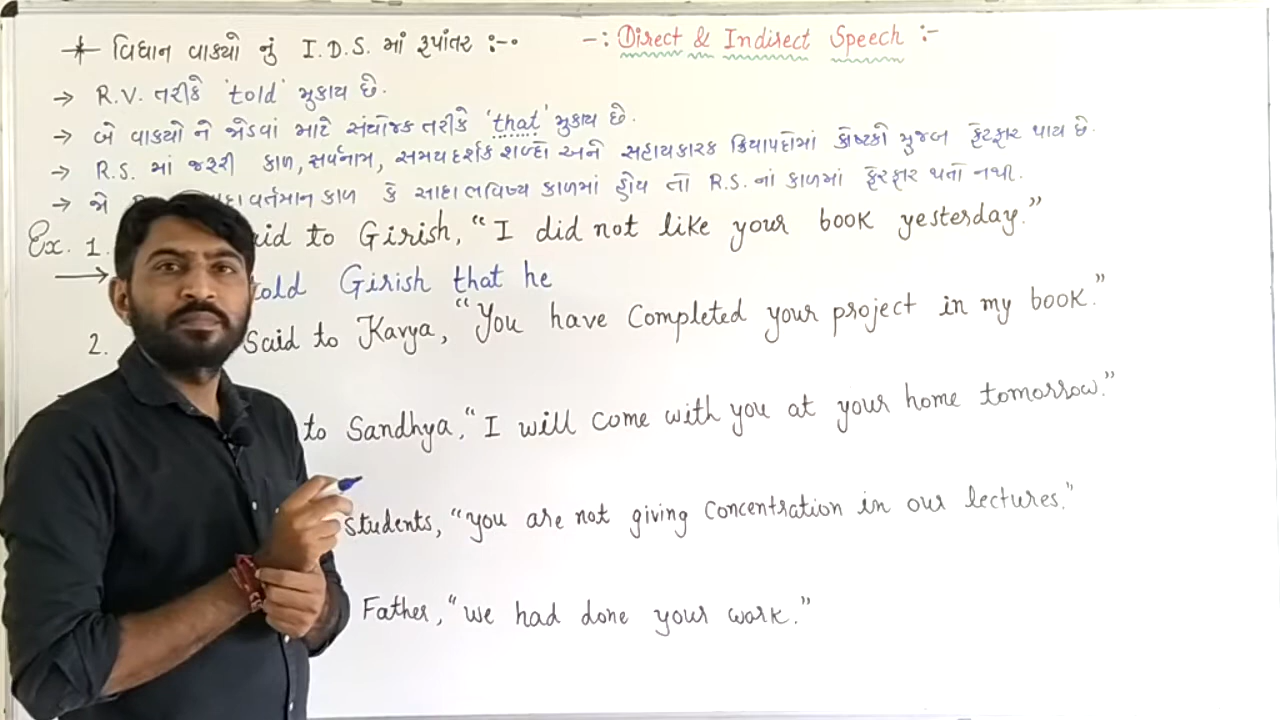 * વિધાન વાક્યો નું I.D.S. માં રૂપાંતર :-
-: Direct & Indirect Speech :-
→ R.V. તરીકે 'told' મુકાય છે.
→ બે વાક્યો ને જોડવાં માટે સંયોજક તરીકે 'that' મુકાય છે.
→ R.S. માં જરૂરી કાળ, સર્વનામ, સમયદર્શક શબ્દો અને સહાયકારક ક્રિયાપદોમાં કોષ્ટકો મુજબ ફેરફાર થાય છે.
→ જો વર્તમાન કાળ કે સાદા ભવિષ્ય કાળમાં હોય તો R.S. નાં કાળમાં ફેરફાર થતો નથી.
Ex. 1. said to Girish, "I did not like your book yesterday."
→ told Girish that he
2. Said to Kavya, "You have Completed your project in my book."
to Sandhya, "I will come with you at your home tomorrow."
students, "you are not giving Concentration in our lectures."
Father, "we had done your work."